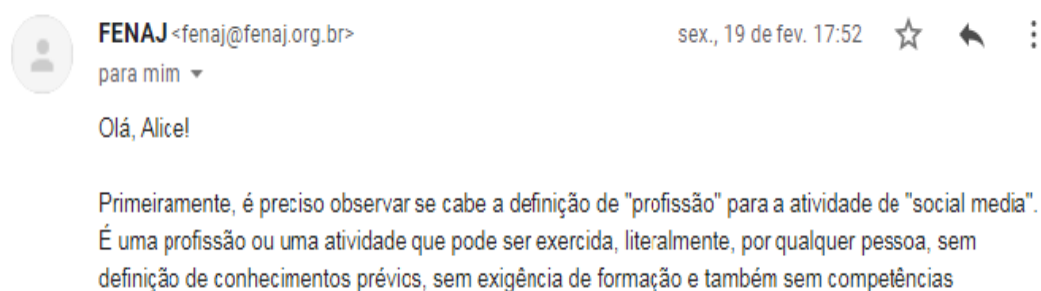 FENAJ <fenaj@fenaj.org.br> sex., 19 de fev. 17:52
para mim
Olá, Alice!
Primeiramente, é preciso observar se cabe a definição de "profissão" para a atividade de "social media".
É uma profissão ou uma atividade que pode ser exercida, literalmente, por qualquer pessoa, sem
definição de conhecimentos prévios, sem exigência de formação e também sem competências